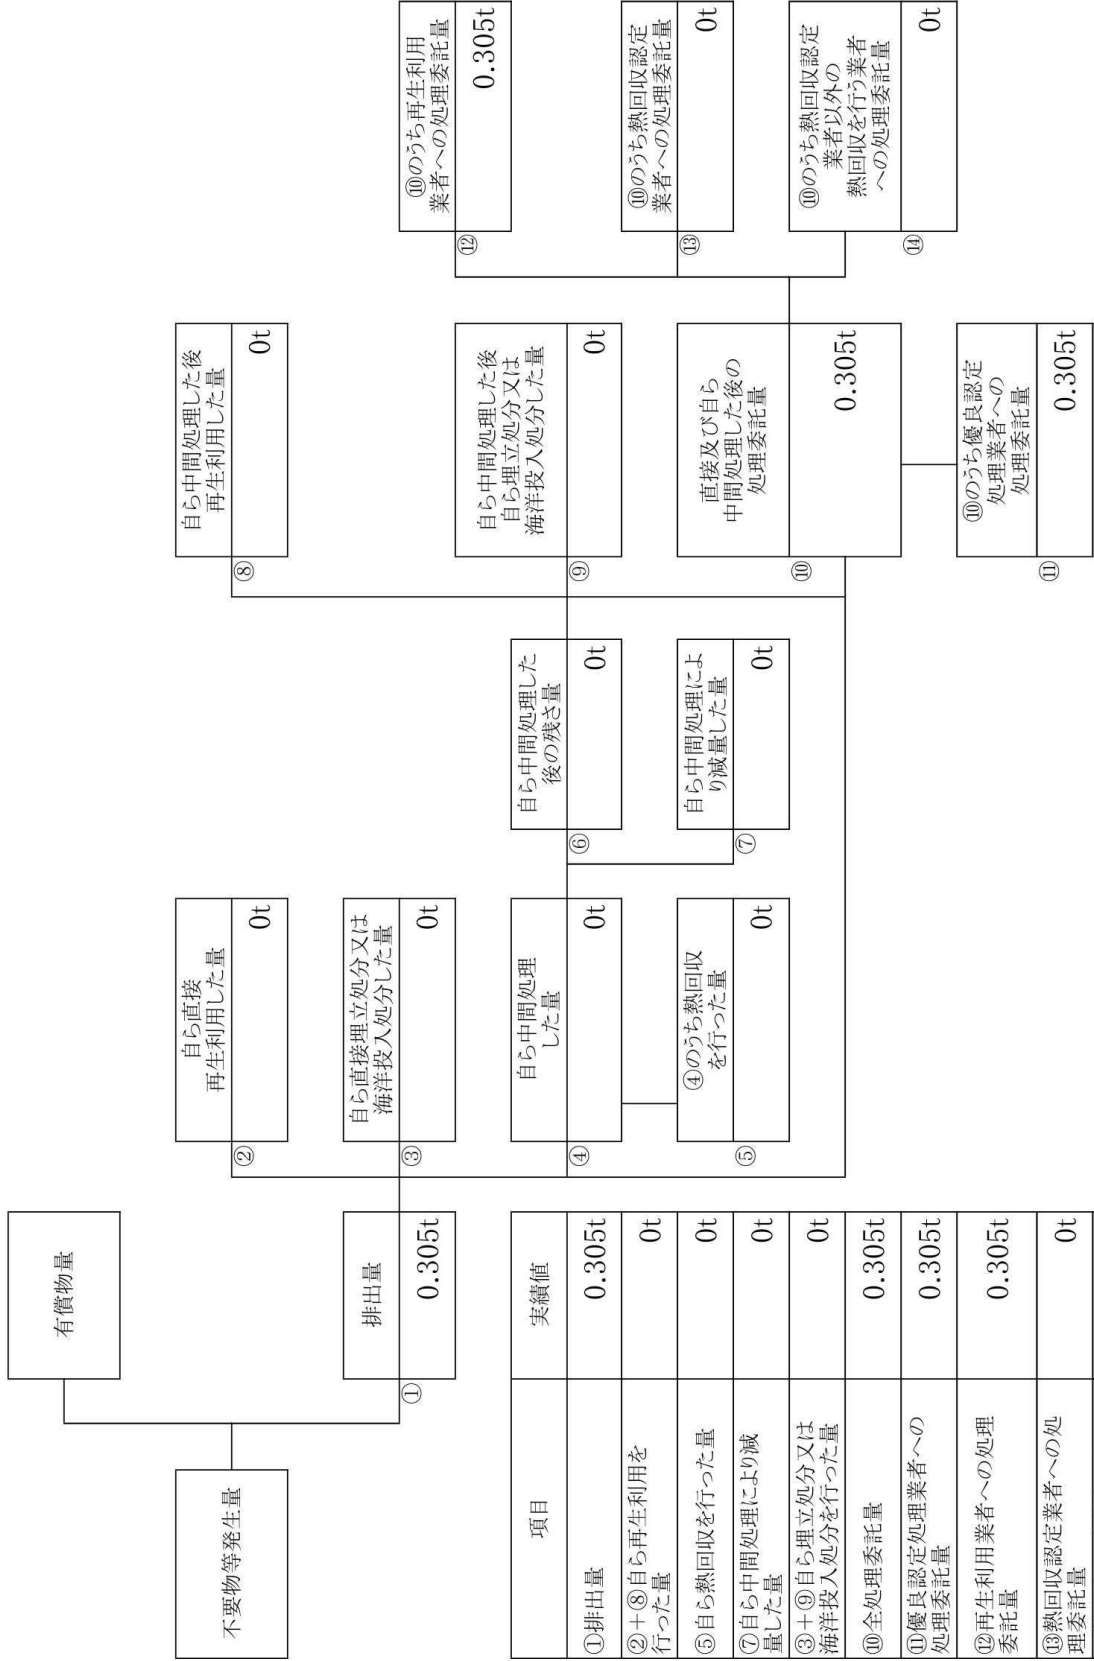 有償物量
不要物等発生量
排出量
①
0.305t
自ら直接
再生利用した量
②
0t
自ら直接埋立処分又は
海洋投入処分した量
③
0t
自ら中間処理
した量
④
0t
④のうち熱回収
を行った量
⑤
0t
自ら中間処理した
後の残さ量
⑥
0t
自ら中間処理によ
り減量した量
⑦
0t
自ら中間処理した後
再生利用した量
⑧
0t
自ら中間処理した後
自ら埋立処分又は
海洋投入処分した量
⑨
0t
直接及び自ら
中間処理した後の
処理委託量
⑩
0.305t
⑩のうち優良認定
処理業者への
処理委託量
⑪
0.305t
⑩のうち再生利用
業者への処理委託量
⑫
0.305t
⑩のうち熱回収認定
業者への処理委託量
⑬
0t
⑩のうち熱回収認定
業者以外の
熱回収を行う業者
への処理委託量
⑭
0t
項目 実績値
①排出量 0.305t
②+⑧自ら再生利用を
行った量 0t
⑤自ら熱回収を行った量 0t
⑦自ら中間処理により減
量した量 0t
③+⑨自ら埋立処分又は
海洋投入処分を行った量 0t
⑩全処理委託量 0.305t
⑪優良認定処理業者への
処理委託量 0.305t
⑫再生利用業者への処理
委託量 0.305t
⑬熱回収認定業者への処
理委託量 0t